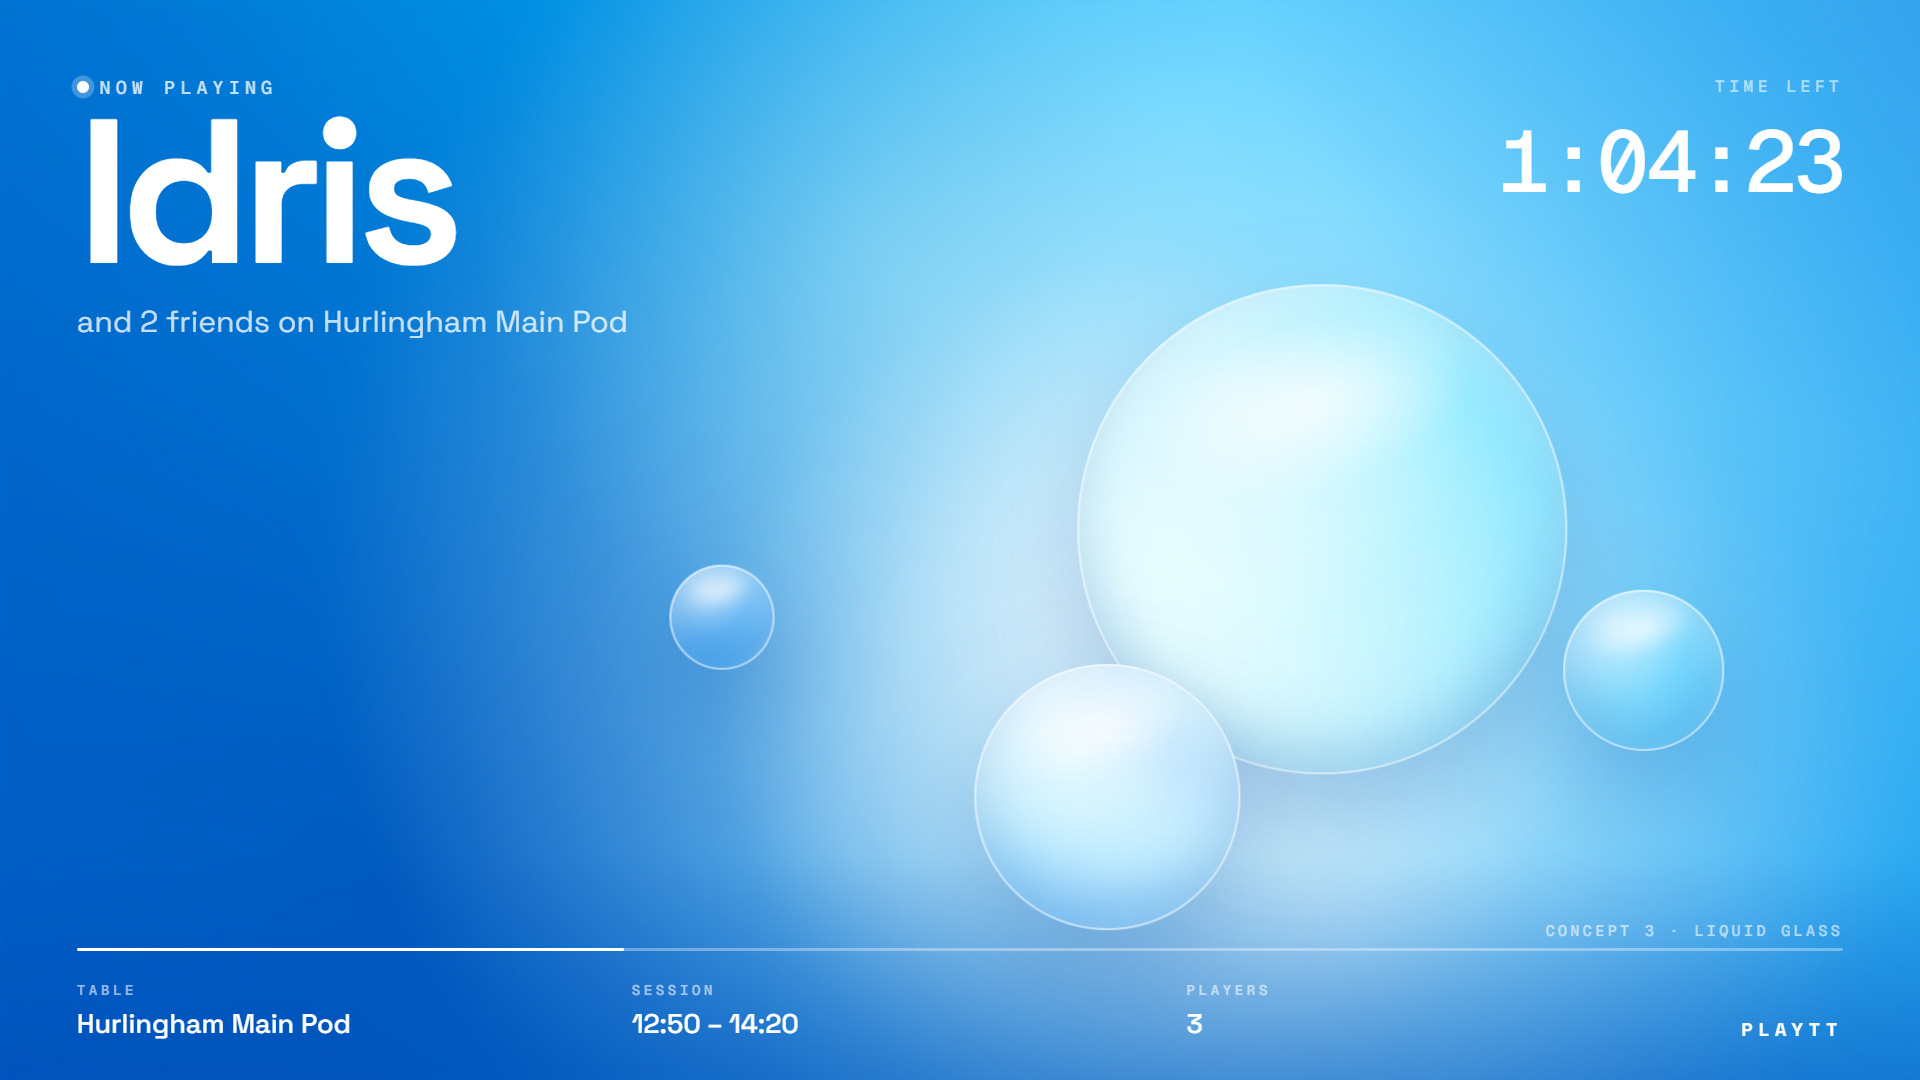 NOW PLAYING
Idris
and 2 friends on Hurlingham Main Pod
TIME LEFT
1:04:23
CONCEPT 3 · LIQUID GLASS
TABLE
Hurlingham Main Pod
SESSION
12:50 – 14:20
PLAYERS
3
PLAYTT